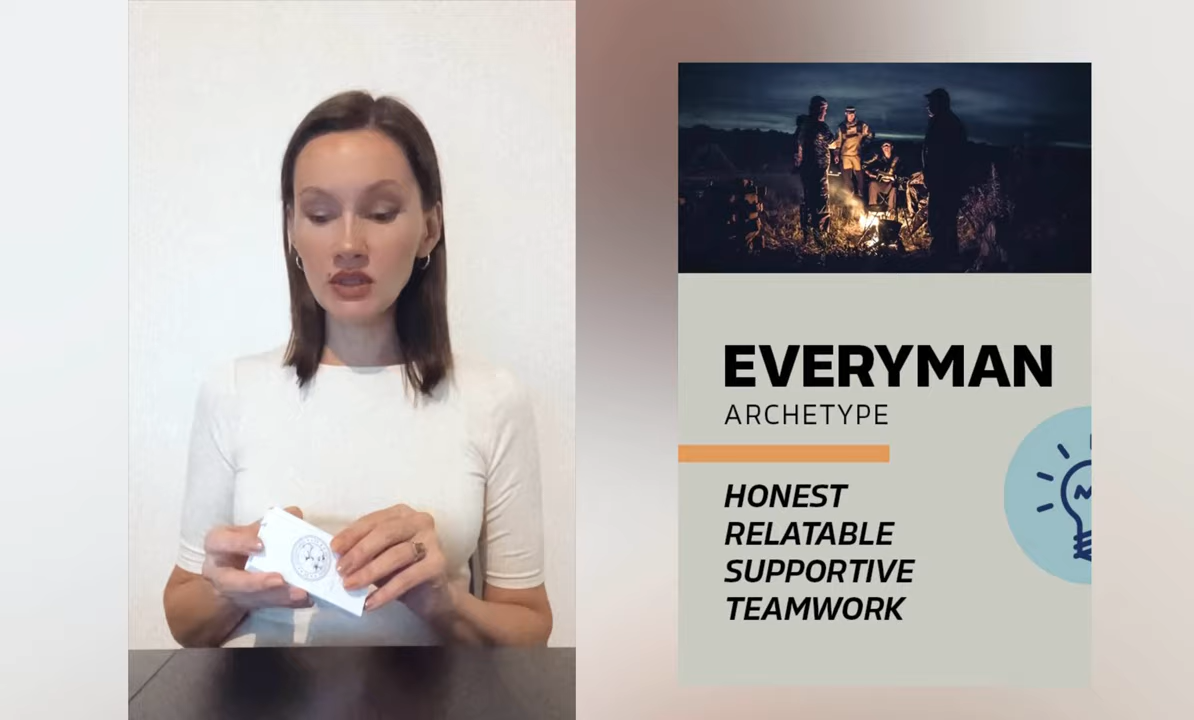 EVERYMAN
ARCHETYPE
HONEST
RELATABLE
SUPPORTIVE
TEAMWORK